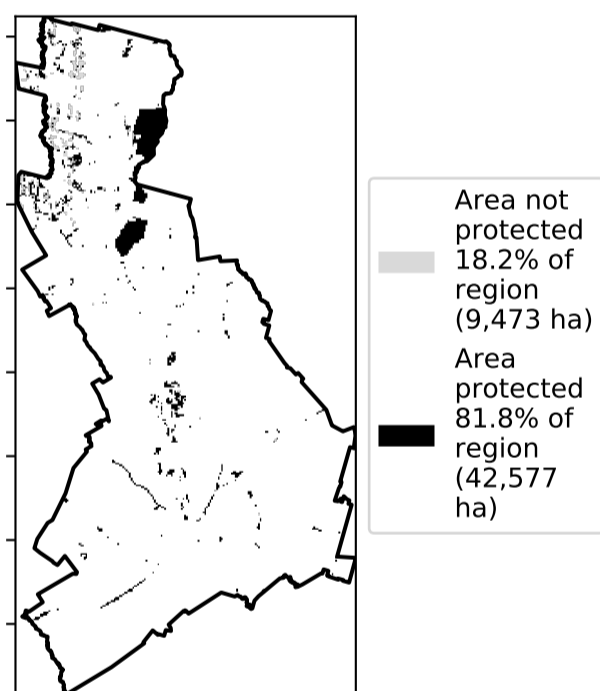 Area not
protected
18.2% of
region
(9,473 ha)
Area
protected
81.8% of
region
(42,577
ha)